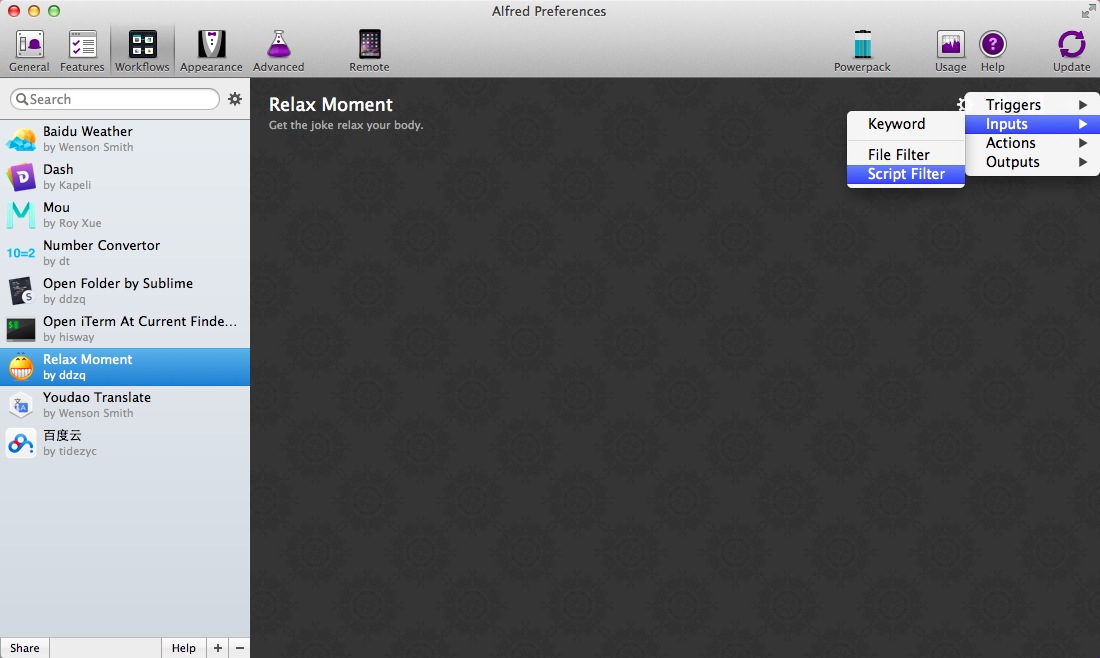 Alfred Preferences
General
Features
Workflows
Appearance
Advanced
Remote
Powerpack
Usage
?
Help
Update
Search
Baidu Weather
by Wenson Smith
D
Dash
by Kapeli
Mou
by Roy Xue
10=2
Number Convertor
by dt
S
Open Folder by Sublime
by ddzq
$
Open iTerm At Current Finde...
by hisway
Relax Moment
by ddzq
Youdao Translate
by Wenson Smith
百度云
by tidezyc
Share
Help
+
−
Relax Moment
Get the joke relax your body.
Triggers
Inputs
Actions
Outputs
Keyword
File Filter
Script Filter